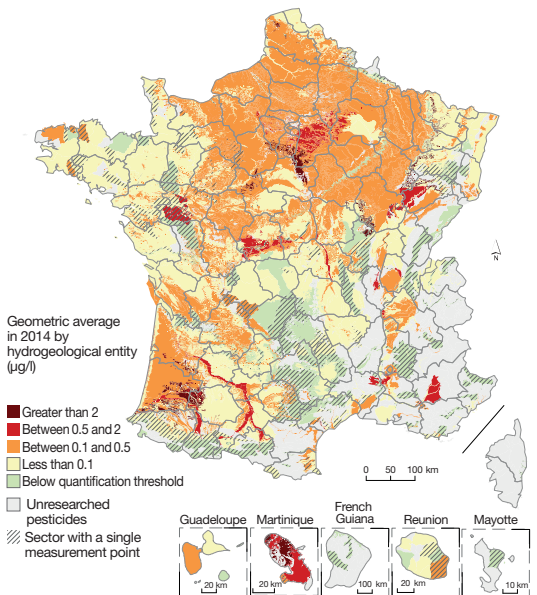 N
Geometric average
in 2014 by
hydrogeological entity
(µg/l)
Greater than 2
Between 0.5 and 2
Between 0.1 and 0.5
Less than 0.1
Below quantification threshold
Unresearched
pesticides
Sector with a single
measurement point
0 50 100 km
Guadeloupe
20 km
Martinique
20 km
French
Guiana
100 km
Reunion
20 km
Mayotte
10 km